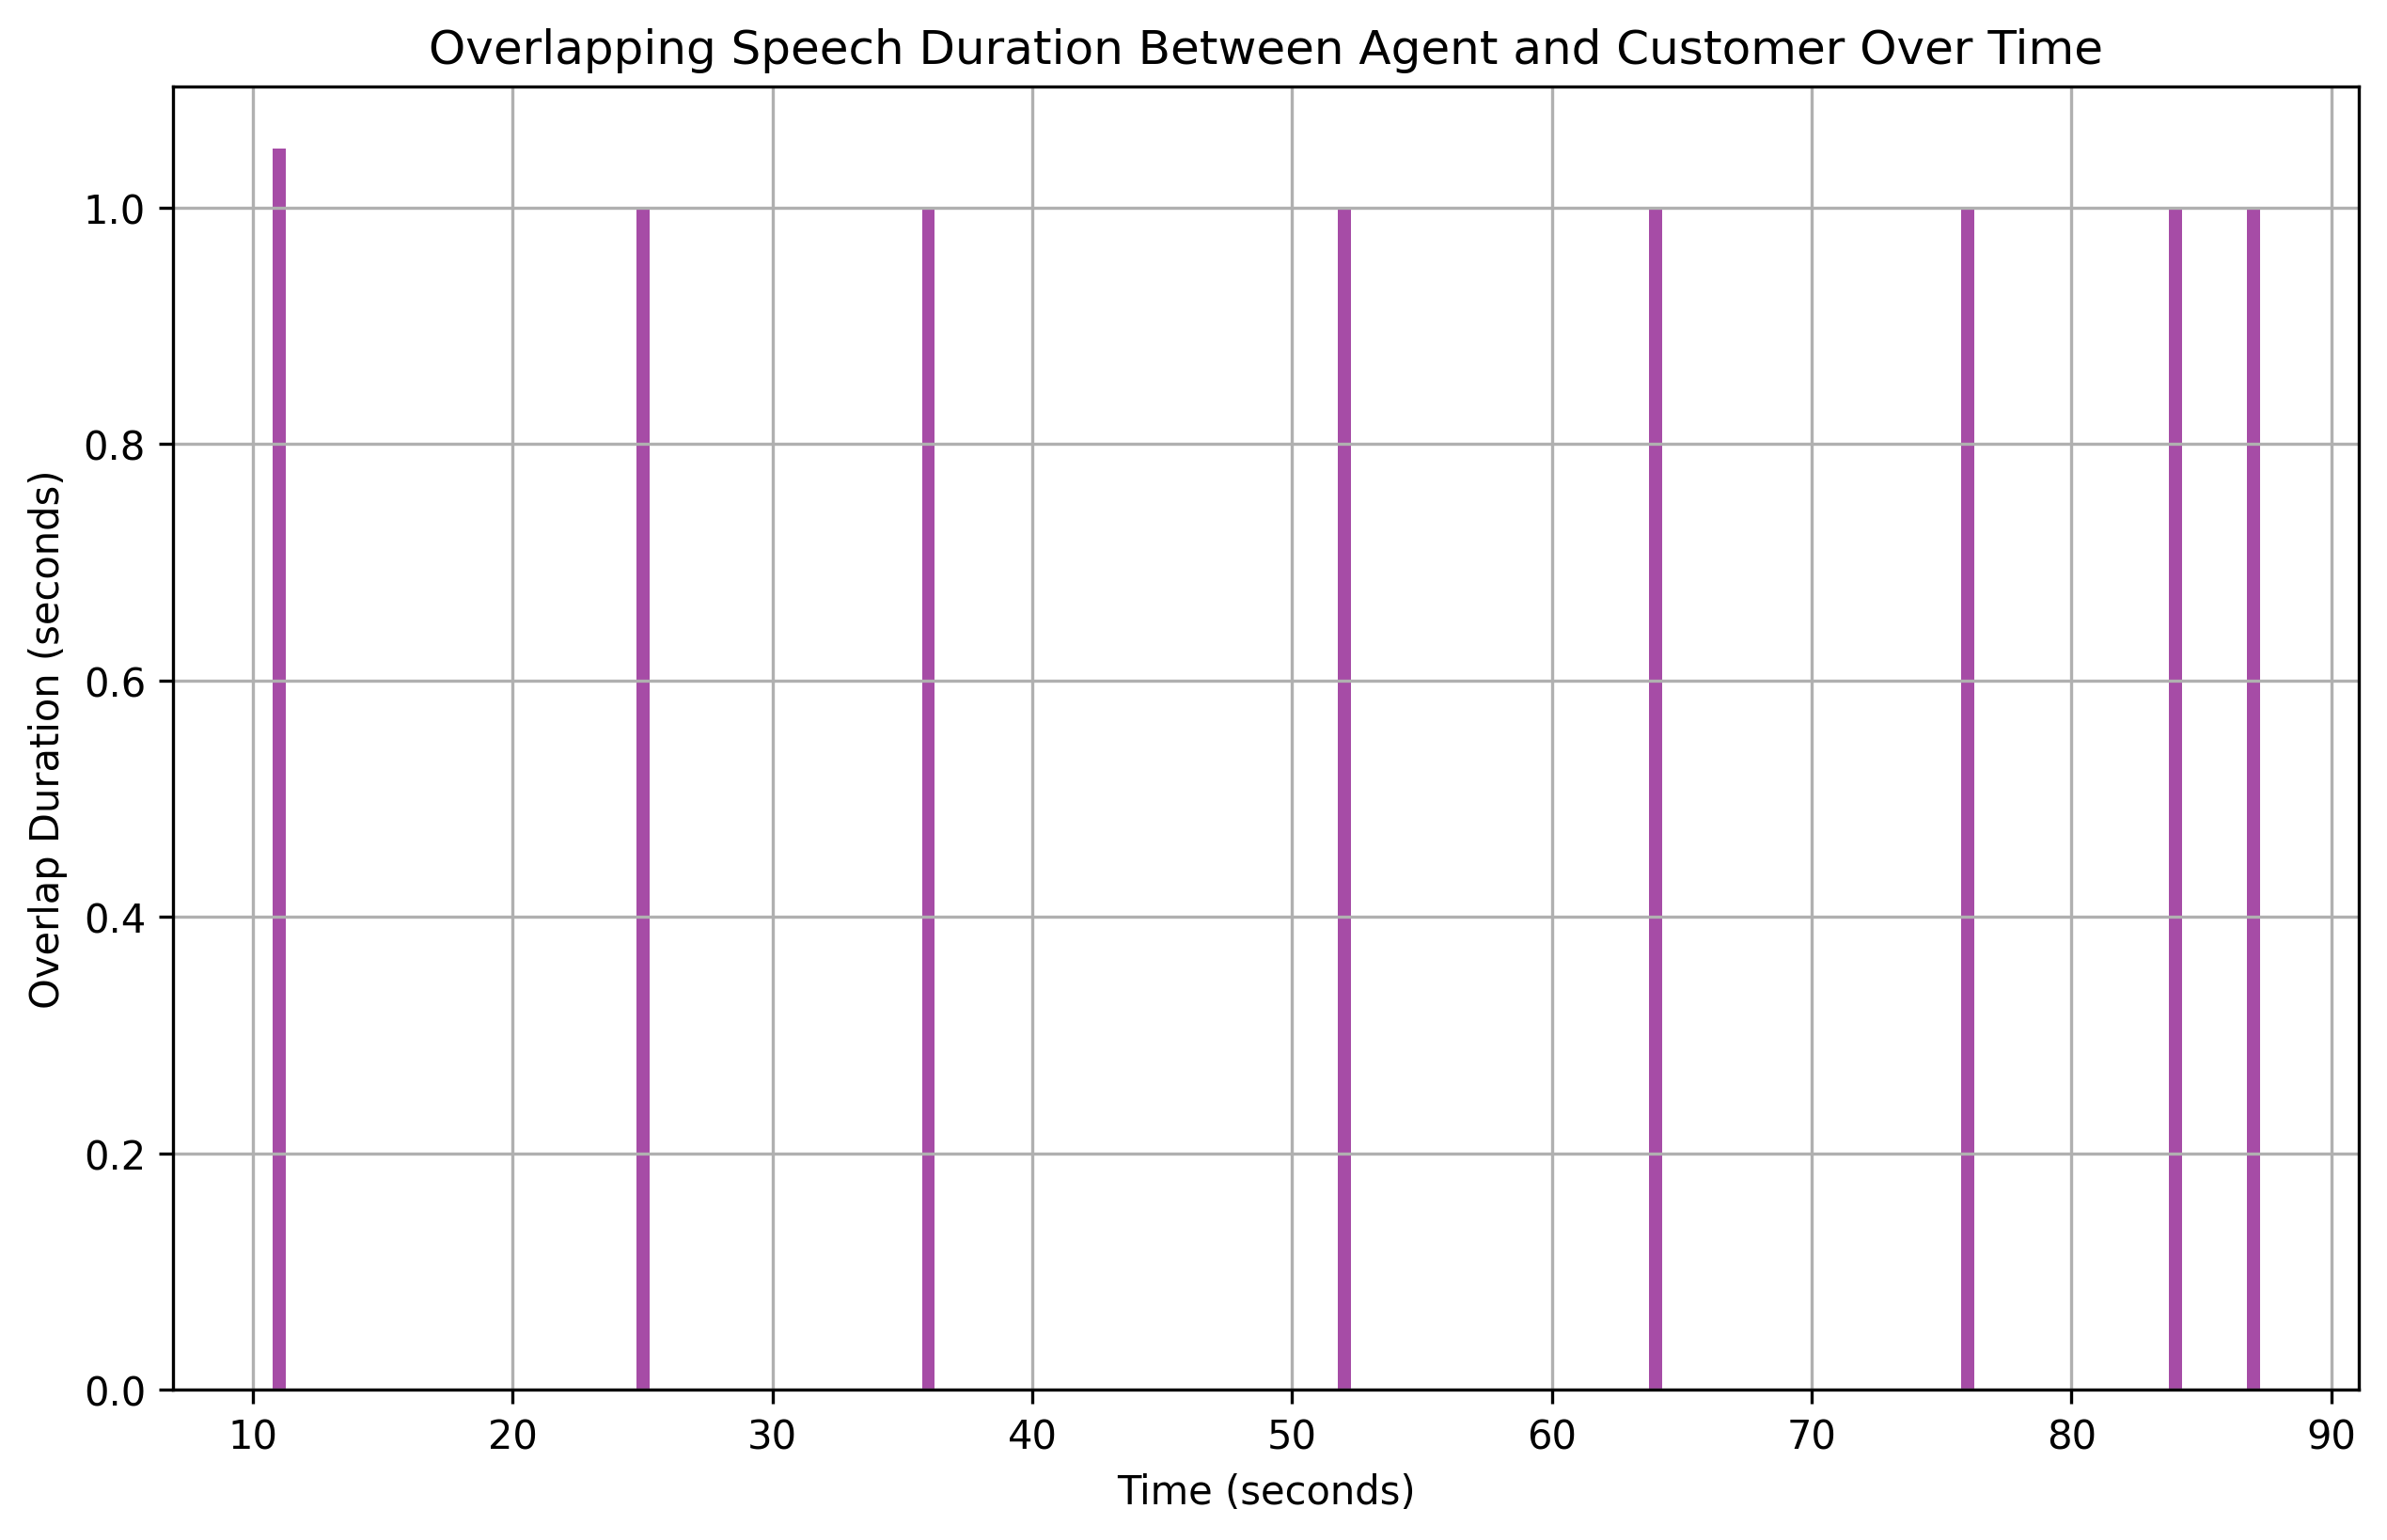 Overlapping Speech Duration Between Agent and Customer Over Time
Overlap Duration (seconds)
1.0
0.8
0.6
0.4
0.2
0.0
10 20 30 40 50 60 70 80 90
Time (seconds)